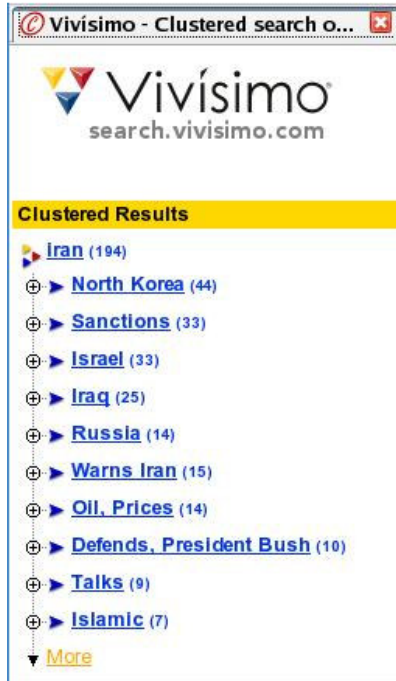 Vivísimo - Clustered search o...
Vivísimo
search.vivisimo.com
Clustered Results
iran (194)
North Korea (44)
Sanctions (33)
Israel (33)
Iraq (25)
Russia (14)
Warns Iran (15)
Oil, Prices (14)
Defends, President Bush (10)
Talks (9)
Islamic (7)
More